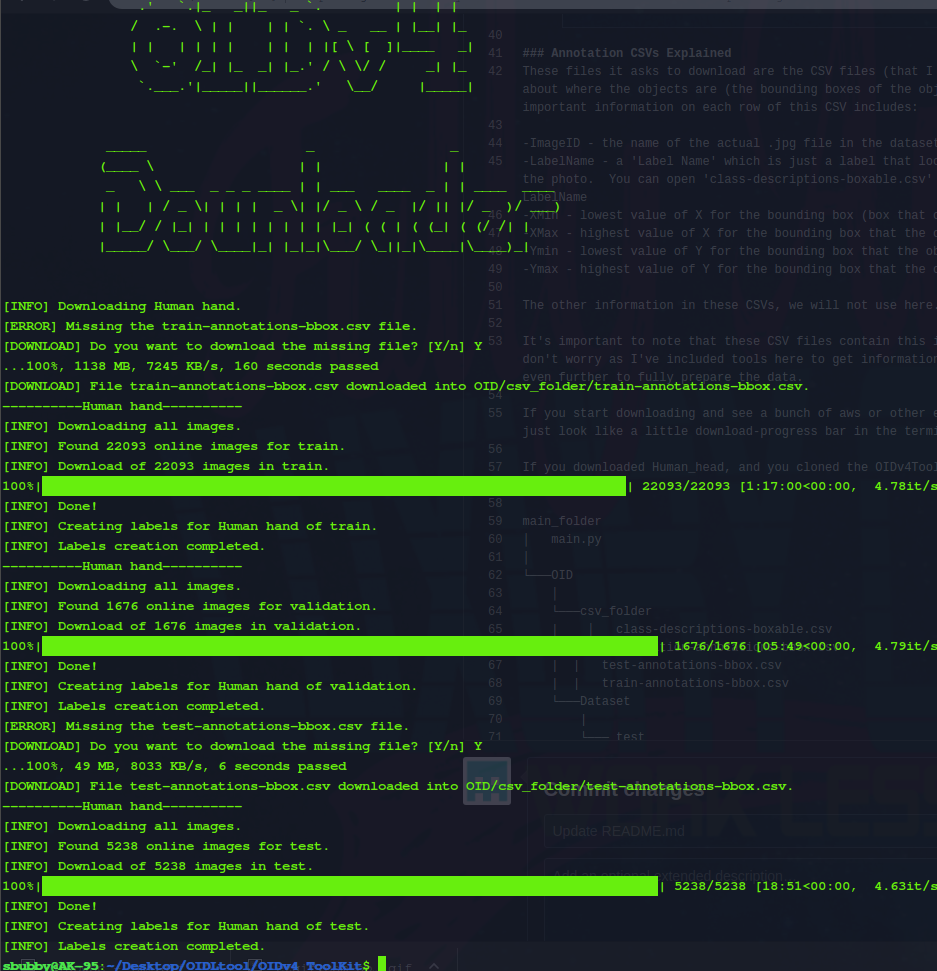 [INFO] Downloading Human hand.
[ERROR] Missing the train-annotations-bbox.csv file.
[DOWNLOAD] Do you want to download the missing file? [Y/n] Y
...100%, 1138 MB, 7245 KB/s, 160 seconds passed
[DOWNLOAD] File train-annotations-bbox.csv downloaded into OID/csv_folder/train-annotations-bbox.csv.
----------Human hand----------
[INFO] Downloading all images.
[INFO] Found 22093 online images for train.
[INFO] Download of 22093 images in train.
100%| | 22093/22093 [1:17:00<00:00, 4.78it/s
[INFO] Done!
[INFO] Creating labels for Human hand of train.
[INFO] Labels creation completed.
----------Human hand----------
[INFO] Downloading all images.
[INFO] Found 1676 online images for validation.
[INFO] Download of 1676 images in validation.
100%| | 1676/1676 [05:49<00:00, 4.79it/s
[INFO] Done!
[INFO] Creating labels for Human hand of validation.
[INFO] Labels creation completed.
[ERROR] Missing the test-annotations-bbox.csv file.
[DOWNLOAD] Do you want to download the missing file? [Y/n] Y
...100%, 49 MB, 8033 KB/s, 6 seconds passed
[DOWNLOAD] File test-annotations-bbox.csv downloaded into OID/csv_folder/test-annotations-bbox.csv.
----------Human hand----------
[INFO] Downloading all images.
[INFO] Found 5238 online images for test.
[INFO] Download of 5238 images in test.
100%| | 5238/5238 [18:51<00:00, 4.63it/s
[INFO] Done!
[INFO] Creating labels for Human hand of test.
[INFO] Labels creation completed.
sbubby@AK-95:~/Desktop/OIDLtool/OIDv4_ToolKit$
40
41 ### Annotation CSVs Explained
42 These files it asks to download are the CSV files (that I
about where the objects are (the bounding boxes of the
important information on each row of this CSV includes:
43
44 -ImageID - the name of the actual .jpg file in the dataset
45 -LabelName - a 'Label Name' which is just a label that
the photo. You can open 'class-descriptions-boxable.csv'
LabelName
46 -XMin - lowest value of X for the bounding box (box that
47 -XMax - highest value of X for the bounding box that the
48 -Ymin - lowest value of Y for the bounding box that the
49 -Ymax - highest value of Y for the bounding box that the
50
51 The other information in these CSVs, we will not use here.
52
53 It's important to note that these CSV files contain this
don't worry as I've included tools here to get information
even further to fully prepare the data.
54
55 If you start downloading and see a bunch of aws or other
just look like a little download-progress bar in the
56
57 If you downloaded Human_head, and you cloned the
58
59 main_folder
60 | main.py
61 |
62 └───OID
63 |
64 └───csv_folder
65 | | class-descriptions-boxable.csv
67 | | test-annotations-bbox.csv
68 | | train-annotations-bbox.csv
69 └───Dataset
70 |
71 └─── test
Commit changes
Update README.md
Add an optional extended description...